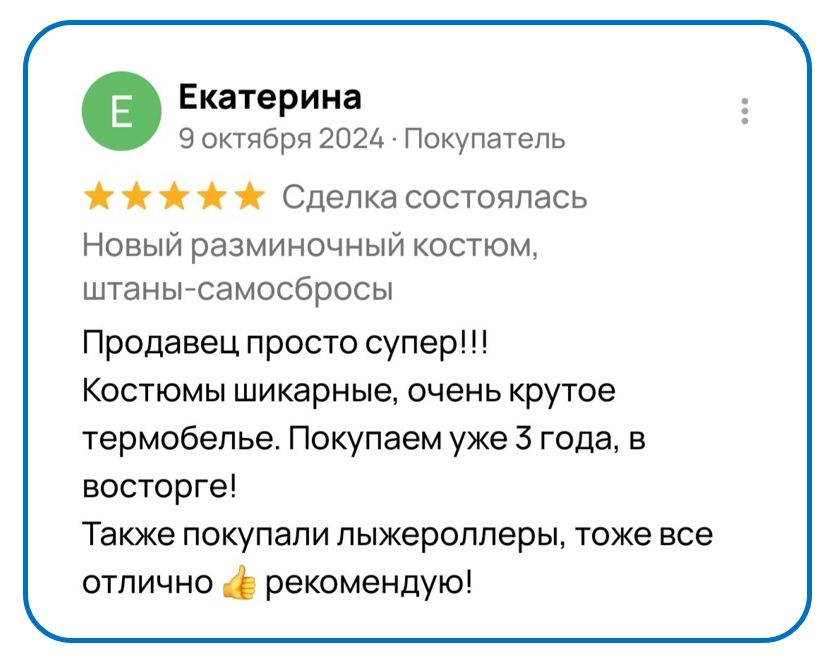 Е
Екатерина
9 октября 2024 · Покупатель
Сделка состоялась
Новый разминочный костюм,
штаны-самосбросы
Продавец просто супер!!!
Костюмы шикарные, очень крутое
термобелье. Покупаем уже 3 года, в
восторге!
Также покупали лыжероллеры, тоже все
отлично 👍 рекомендую!